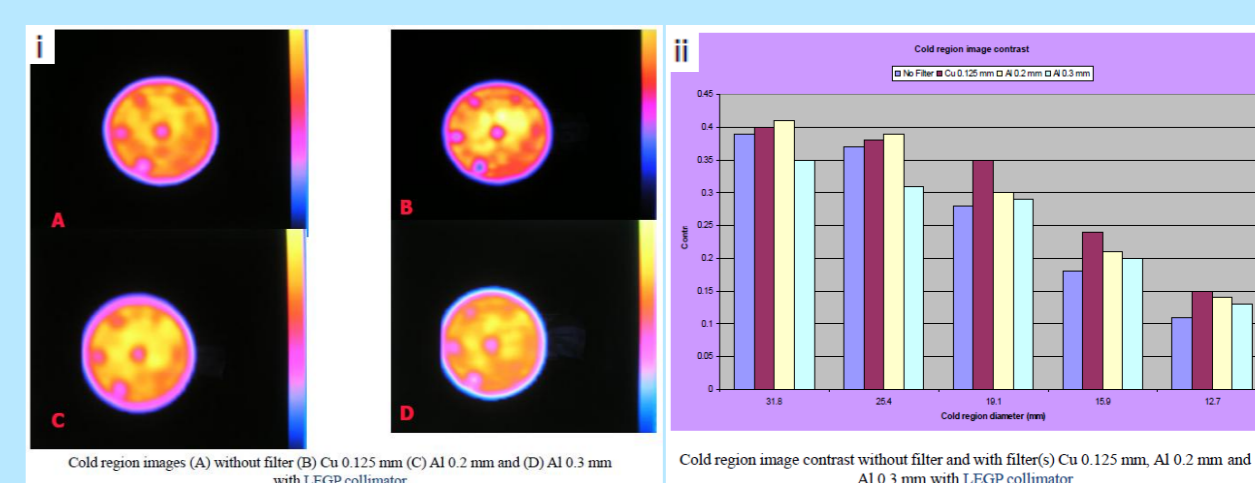 i
A
B
C
D
Cold region images (A) without filter (B) Cu 0.125 mm (C) Al 0.2 mm and (D) Al 0.3 mm
with LEGP collimator
ii
Cold region image contrast
No Filter Cu 0.125 mm Al 0.2 mm Al 0.3 mm
0.45
0.4
0.35
0.3
0.25
0.2
0.15
0.1
0.05
0
31.8 25.4 19.1 15.9 12.7
Cold region diameter (mm)
Cold region image contrast without filter and with filter(s) Cu 0.125 mm, Al 0.2 mm and
Al 0.3 mm with LEGP collimator